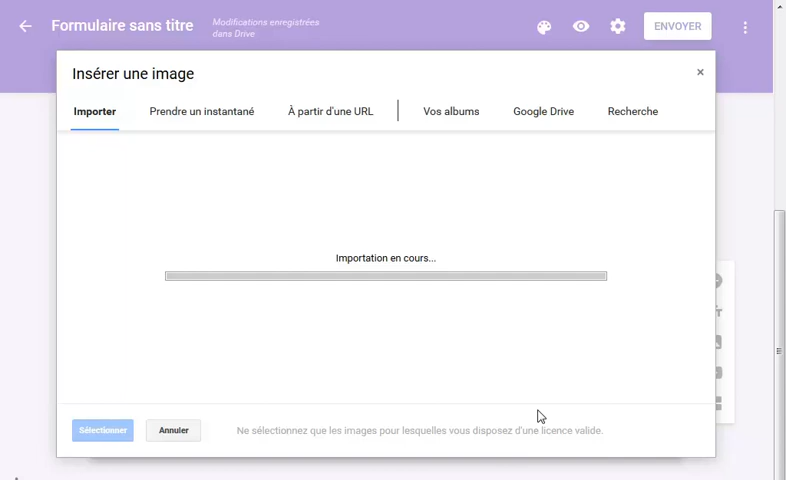 Formulaire sans titre
Modifications enregistrées
dans Drive
ENVOYER
Insérer une image
×
Importer Prendre un instantané À partir d'une URL Vos albums Google Drive Recherche
Importation en cours...
Sélectionner Annuler Ne sélectionnez que les images pour lesquelles vous disposez d'une licence valide.